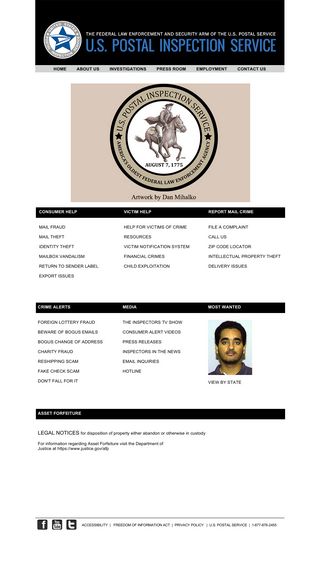 THE FEDERAL LAW ENFORCEMENT AND SECURITY ARM OF THE U.S. POSTAL SERVICE
U.S. POSTAL INSPECTION SERVICE
HOME ABOUT US INVESTIGATIONS PRESS ROOM EMPLOYMENT CONTACT US
U.S. POSTAL INSPECTION SERVICE
AUGUST 7, 1775
AMERICA'S OLDEST FEDERAL LAW ENFORCEMENT AGENCY
Artwork by Dan Mihalko
CONSUMER HELP VICTIM HELP REPORT MAIL CRIME
MAIL FRAUD HELP FOR VICTIMS OF CRIME FILE A COMPLAINT
MAIL THEFT RESOURCES CALL US
IDENTITY THEFT VICTIM NOTIFICATION SYSTEM ZIP CODE LOCATOR
MAILBOX VANDALISM FINANCIAL CRIMES INTELLECTUAL PROPERTY THEFT
RETURN TO SENDER LABEL CHILD EXPLOITATION DELIVERY ISSUES
EXPORT ISSUES
CRIME ALERTS MEDIA MOST WANTED
FOREIGN LOTTERY FRAUD THE INSPECTORS TV SHOW
BEWARE OF BOGUS EMAILS CONSUMER ALERT VIDEOS
BOGUS CHANGE OF ADDRESS PRESS RELEASES
CHARITY FRAUD INSPECTORS IN THE NEWS
RESHIPPING SCAM EMAIL INQUIRIES
FAKE CHECK SCAM HOTLINE
DON'T FALL FOR IT VIEW BY STATE
ASSET FORFEITURE
LEGAL NOTICES for disposition of property either abandon or otherwise in custody
For information regarding Asset Forfeiture visit the Department of
Justice at https://www.justice.gov/afp
ACCESSIBILITY | FREEDOM OF INFORMATION ACT | PRIVACY POLICY | U.S. POSTAL SERVICE | 1-877-876-2455